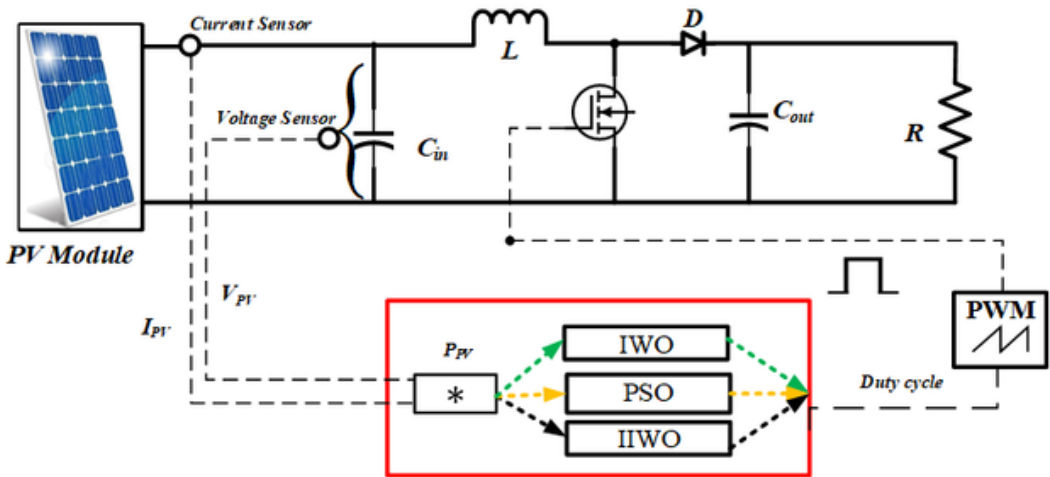 Current Sensor
D
L
Voltage Sensor
C_in
C_out
R
PV Module
V_PV
I_PV
P_PV
*
IWO
PSO
IIWO
PWM
Duty cycle